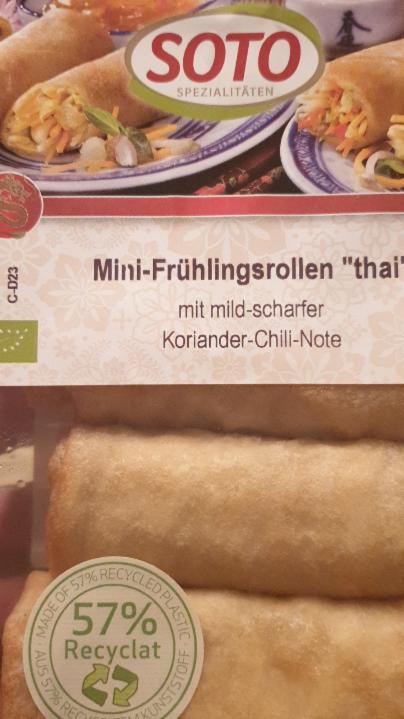 SOTO
SPEZIALITÄTEN
C-D23
Mini-Frühlingsrollen "thai"
mit mild-scharfer
Koriander-Chili-Note
MADE OF 57% RECYCLED PLASTIC
57%
Recyclat
AUS 57% KUNSTSTOFF